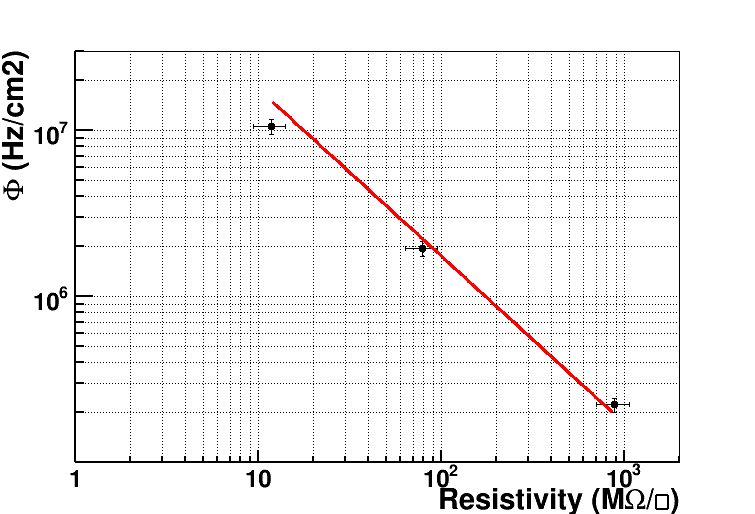 Φ (Hz/cm2)
10⁷
10⁶
1 10 10² 10³
Resistivity (MΩ/□)